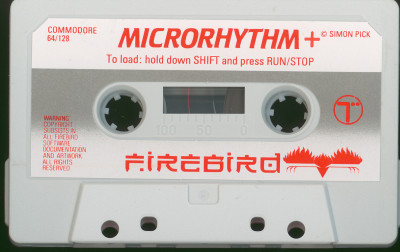 COMMODORE
64/128
MICRORHYTHM+
© SIMON PICK
To load: hold down SHIFT and press RUN/STOP
WARNING
COPYRIGHT
SUBSISTS IN
ALL FIREBIRD
SOFTWARE
DOCUMENTATION
AND ARTWORK
ALL RIGHTS
RESERVED
100 50 0
FIREBIRD